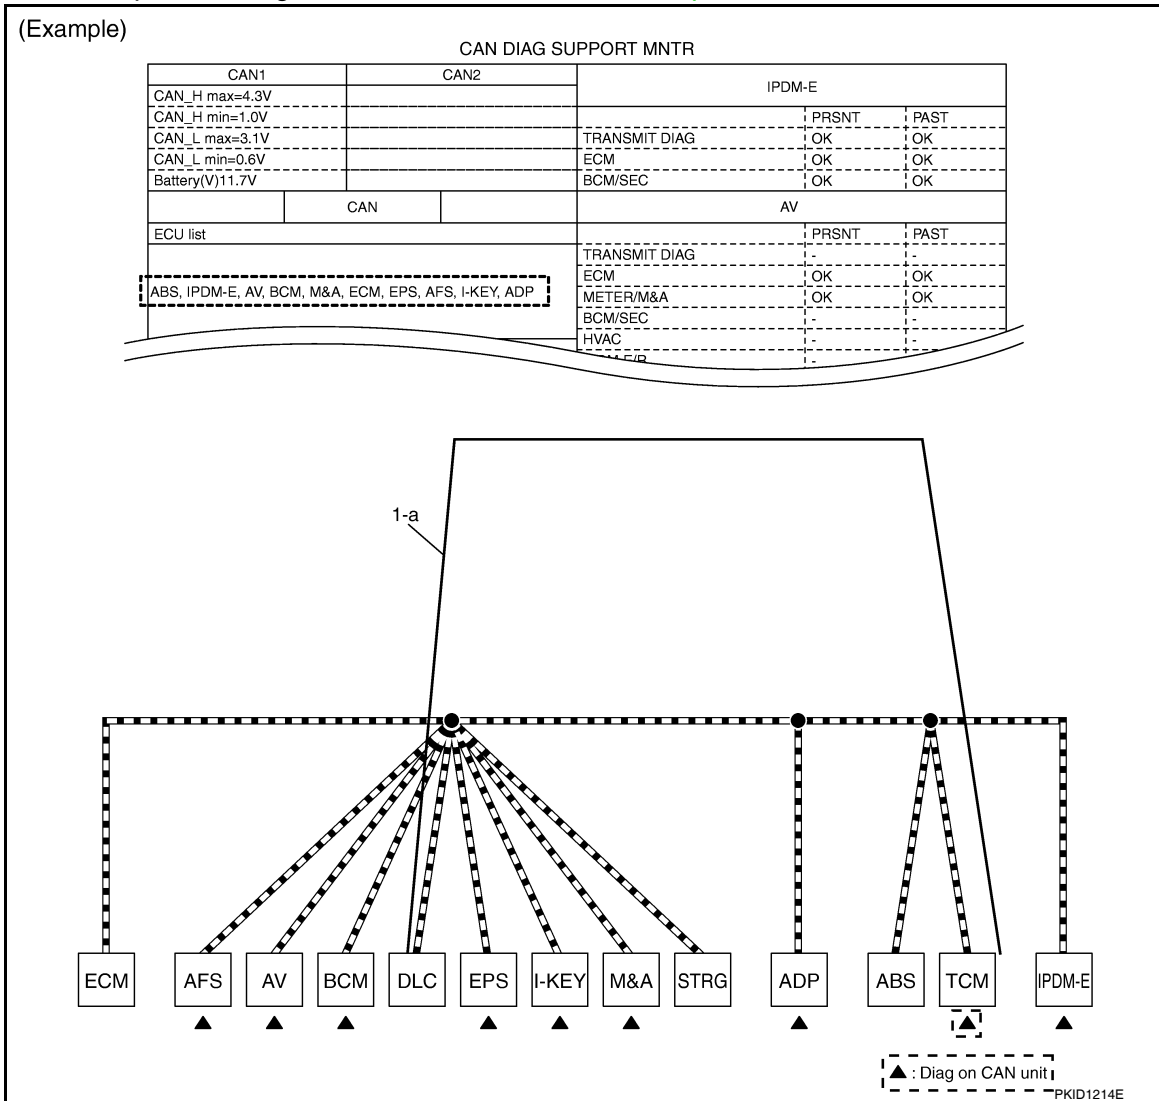 (Example)
CAN DIAG SUPPORT MNTR
CAN1 CAN2 IPDM-E
CAN_H max=4.3V
CAN_H min=1.0V PRSNT PAST
CAN_L max=3.1V TRANSMIT DIAG OK OK
CAN_L min=0.6V ECM OK OK
Battery(V)11.7V BCM/SEC OK OK
CAN AV
ECU list PRSNT PAST
TRANSMIT DIAG - -
ECM OK OK
ABS, IPDM-E, AV, BCM, M&A, ECM, EPS, AFS, I-KEY, ADP METER/M&A OK OK
BCM/SEC - -
HVAC - -
-
1-a
ECM AFS AV BCM DLC EPS I-KEY M&A STRG ADP ABS TCM IPDM-E
▲ : Diag on CAN unit
PKID1214E